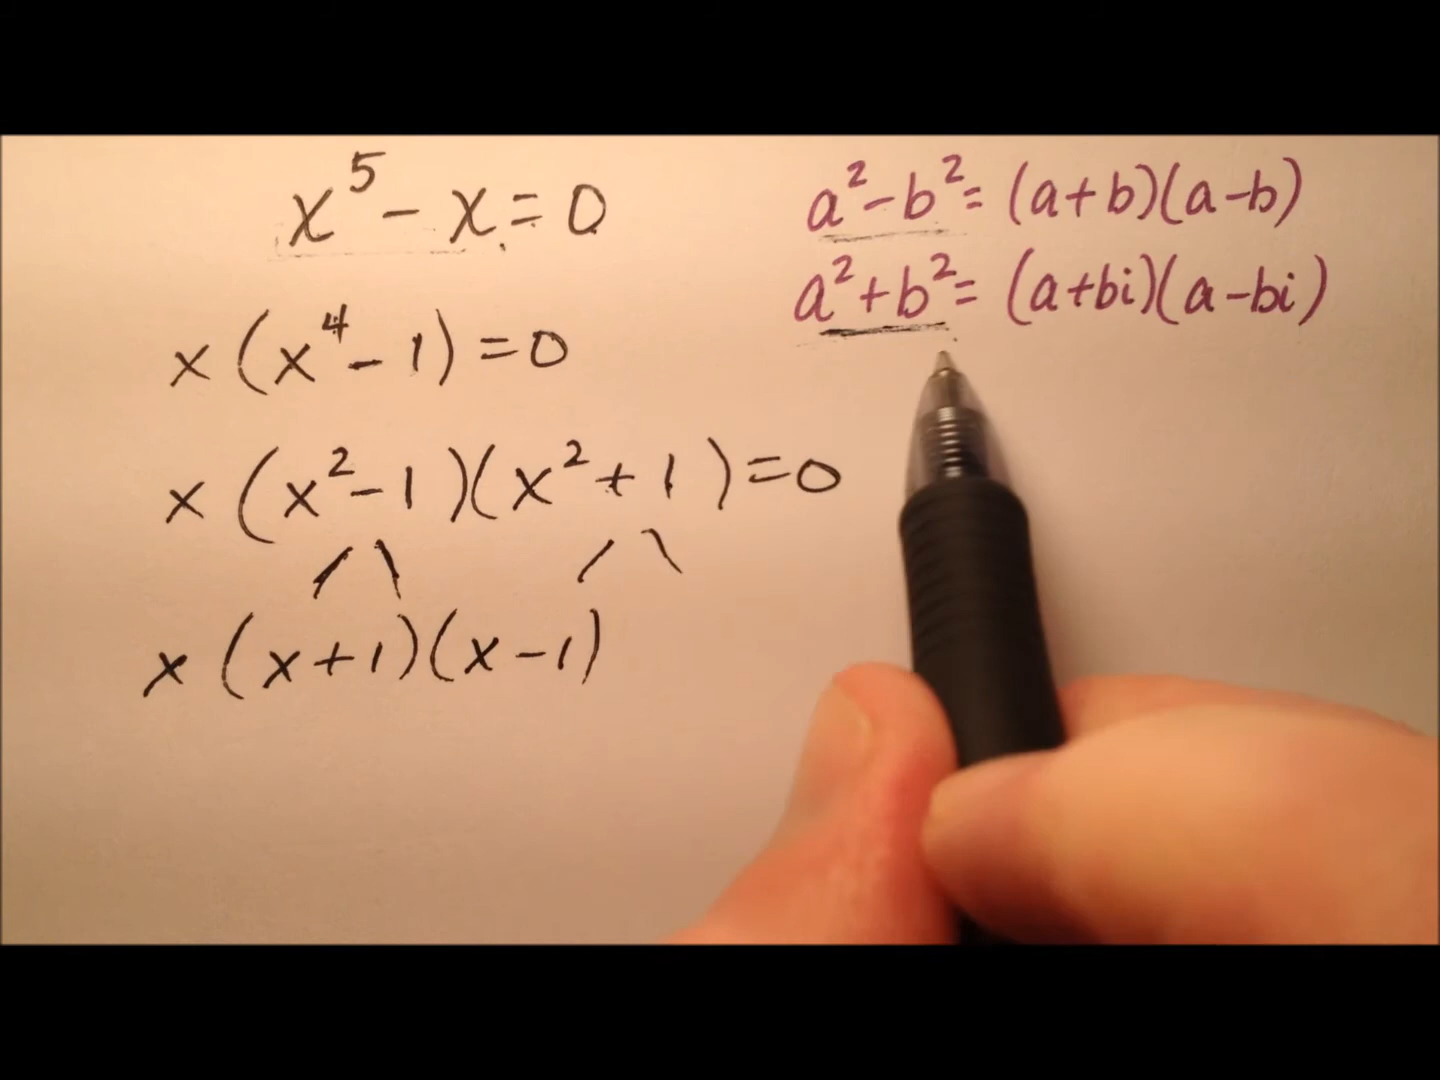 x⁵ - x = 0
x(x⁴ - 1) = 0
x(x² - 1)(x² + 1) = 0
x(x + 1)(x - 1)
a² - b² = (a + b)(a - b)
a² + b² = (a + bi)(a - bi)